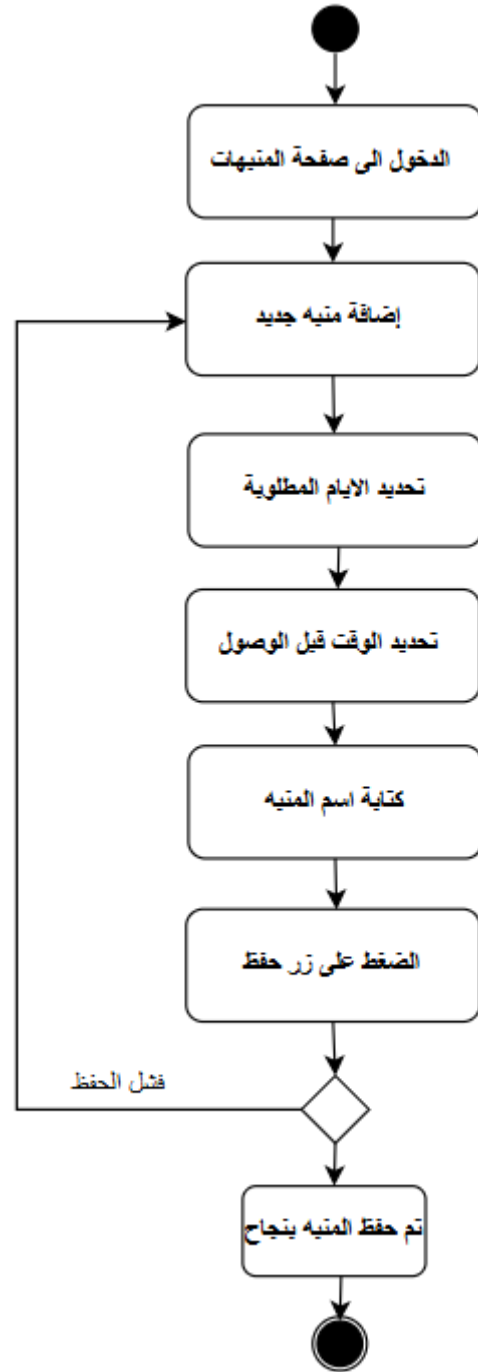 الدخول الى صفحة المنبهات
إضافة منبه جديد
تحديد الايام المطلوبة
تحديد الوقت قبل الوصول
كتابة اسم المنبه
الضغط على زر حفظ
فشل الحفظ
تم حفظ المنبه بنجاح